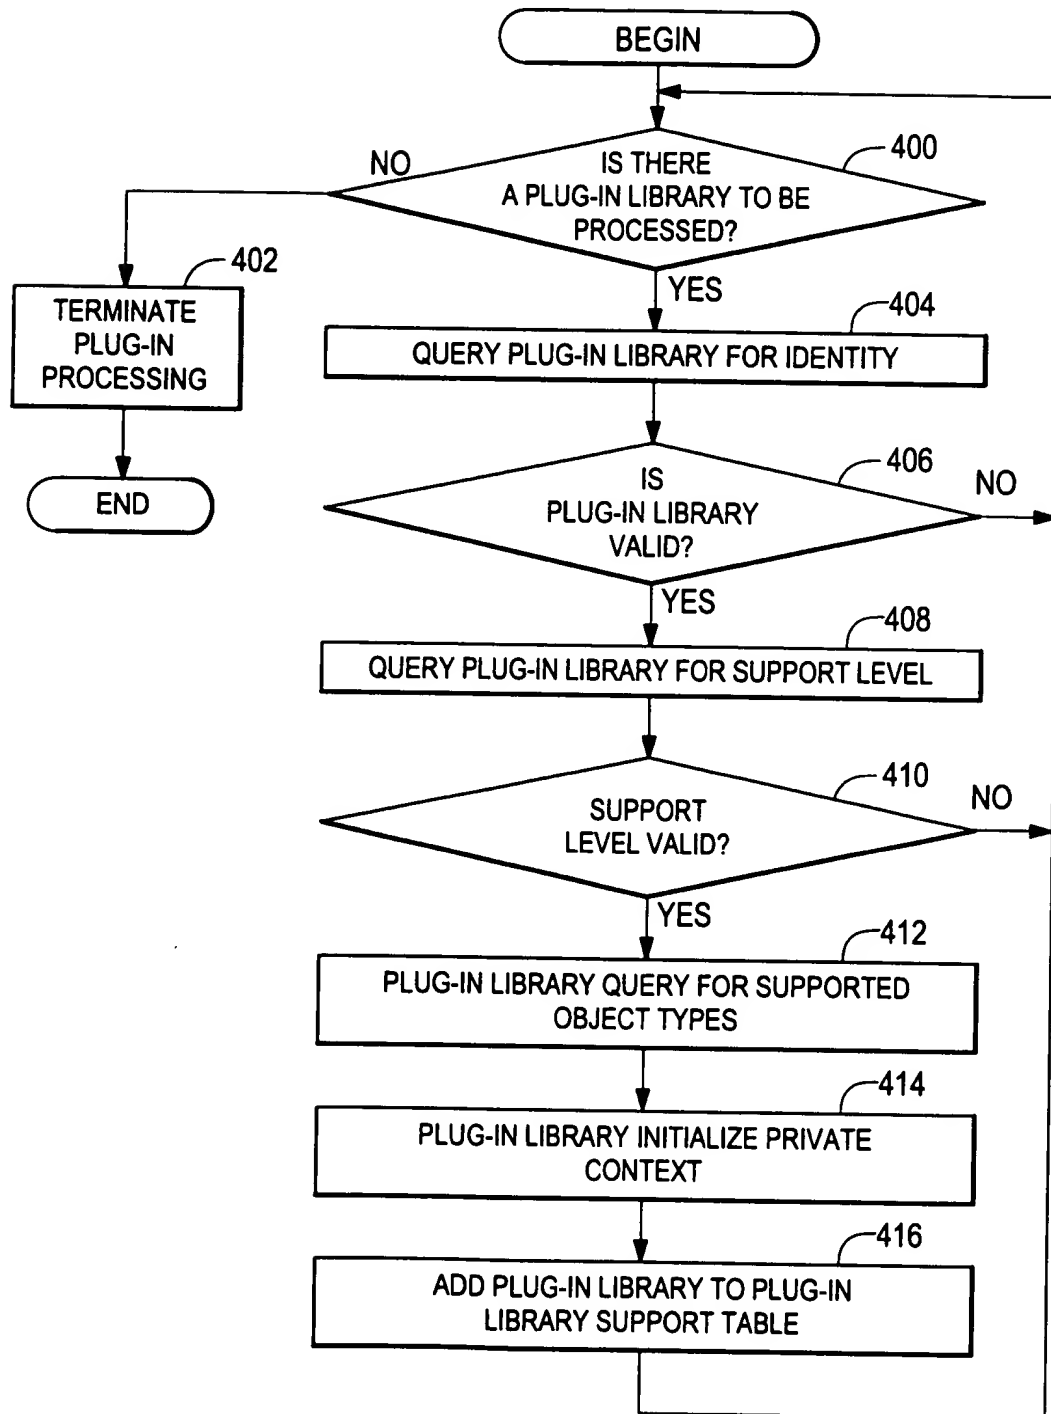 BEGIN
400
IS THERE
A PLUG-IN LIBRARY TO BE
PROCESSED?
NO
YES
402
TERMINATE
PLUG-IN
PROCESSING
END
404
QUERY PLUG-IN LIBRARY FOR IDENTITY
406
IS
PLUG-IN LIBRARY
VALID?
NO
YES
408
QUERY PLUG-IN LIBRARY FOR SUPPORT LEVEL
410
SUPPORT
LEVEL VALID?
NO
YES
412
PLUG-IN LIBRARY QUERY FOR SUPPORTED
OBJECT TYPES
414
PLUG-IN LIBRARY INITIALIZE PRIVATE
CONTEXT
416
ADD PLUG-IN LIBRARY TO PLUG-IN
LIBRARY SUPPORT TABLE